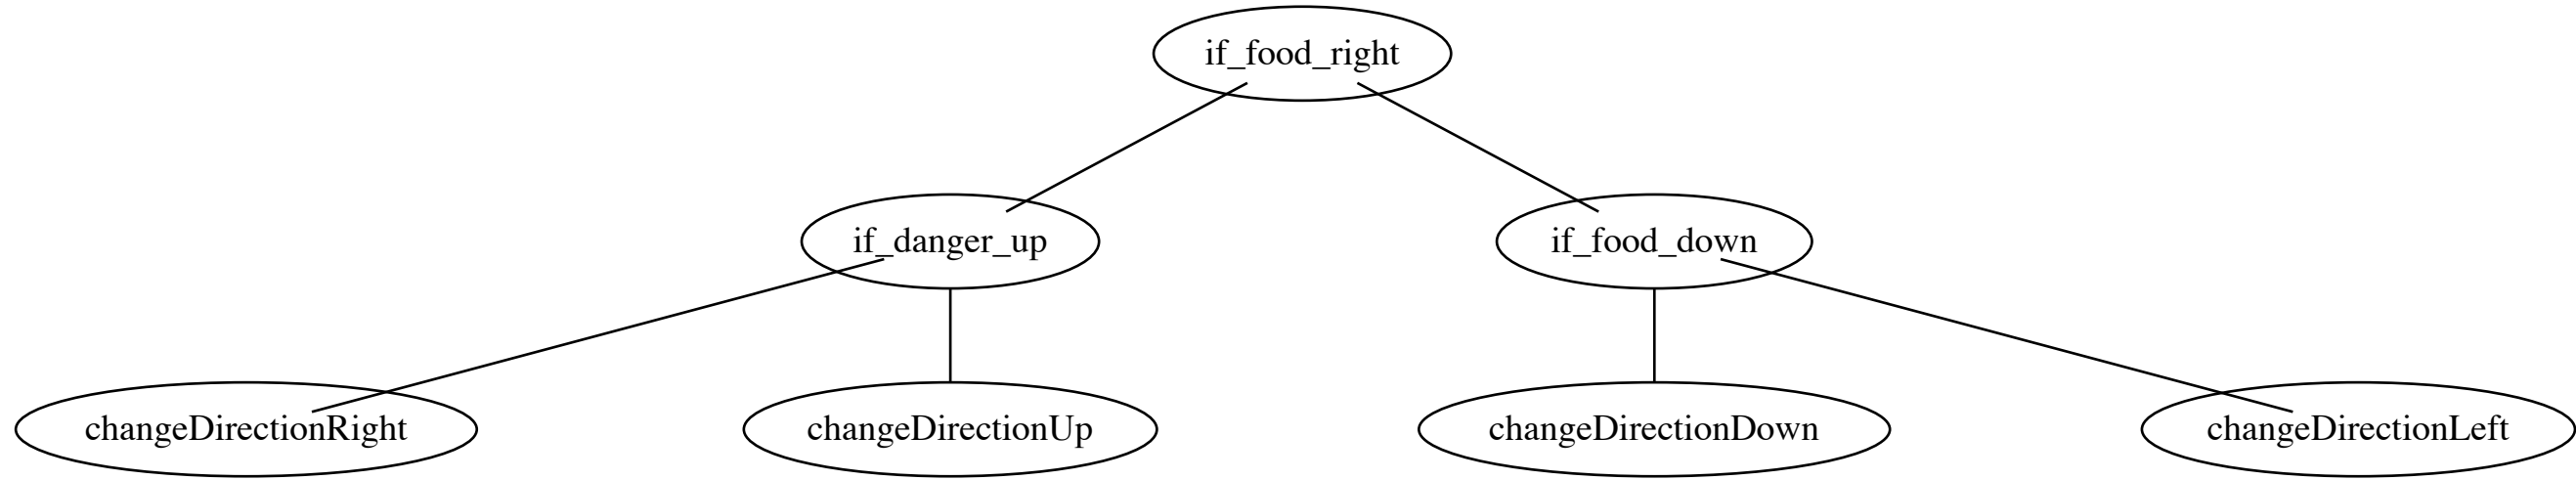 if_food_right
if_danger_up
if_food_down
changeDirectionRight
changeDirectionUp
changeDirectionDown
changeDirectionLeft